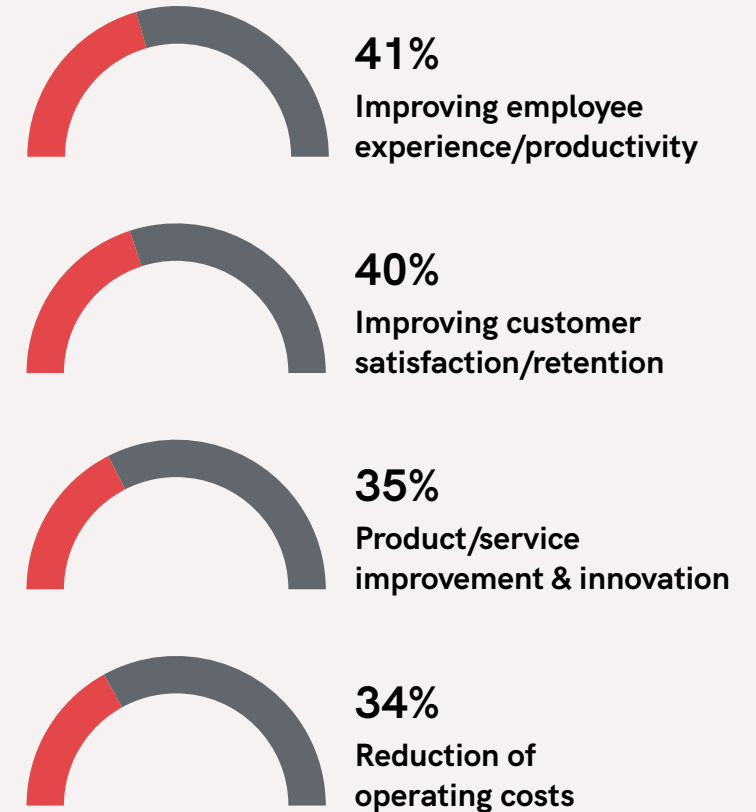 41%
Improving employee
experience/productivity
40%
Improving customer
satisfaction/retention
35%
Product/service
improvement & innovation
34%
Reduction of
operating costs